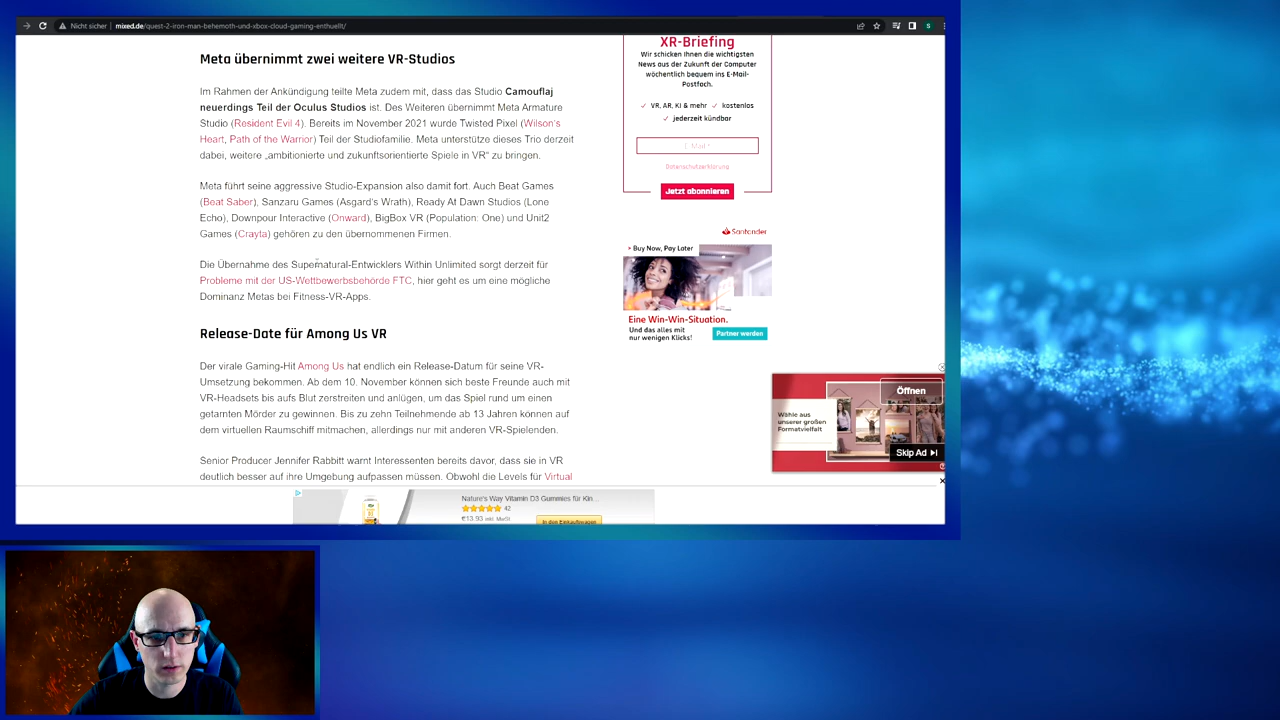 Nicht sicher
mixed.de/quest-2-iron-man-behemoth-und-xbox-cloud-gaming-enthuellt/
S
Meta übernimmt zwei weitere VR-Studios
Im Rahmen der Ankündigung teilte Meta zudem mit, dass das Studio Camouflaj
neuerdings Teil der Oculus Studios ist. Des Weiteren übernimmt Meta Armature
Studio (Resident Evil 4). Bereits im November 2021 wurde Twisted Pixel (Wilson's
Heart, Path of the Warrior) Teil der Studiofamilie. Meta unterstütze dieses Trio derzeit
dabei, weitere „ambitionierte und zukunftsorientierte Spiele in VR“ zu bringen.
Meta führt seine aggressive Studio-Expansion also damit fort. Auch Beat Games
(Beat Saber), Sanzaru Games (Asgard's Wrath), Ready At Dawn Studios (Lone
Echo), Downpour Interactive (Onward), BigBox VR (Population: One) und Unit2
Games (Crayta) gehören zu den übernommenen Firmen.
Die Übernahme des Supernatural-Entwicklers Within Unlimited sorgt derzeit für
Probleme mit der US-Wettbewerbsbehörde FTC, hier geht es um eine mögliche
Dominanz Metas bei Fitness-VR-Apps.
Release-Date für Among Us VR
Der virale Gaming-Hit Among Us hat endlich ein Release-Datum für seine VR-
Umsetzung bekommen. Ab dem 10. November können sich beste Freunde auch mit
VR-Headsets bis aufs Blut zerstreiten und anlügen, um das Spiel rund um einen
getarnten Mörder zu gewinnen. Bis zu zehn Teilnehmende ab 13 Jahren können auf
dem virtuellen Raumschiff mitmachen, allerdings nur mit anderen VR-Spielenden.
Senior Producer Jennifer Rabbitt warnt Interessenten bereits davor, dass sie in VR
deutlich besser auf ihre Umgebung aufpassen müssen. Obwohl die Levels für Virtual
XR-Briefing
Wir schicken Ihnen die wichtigsten
News aus der Zukunft der Computer
wöchentlich bequem ins E-Mail-
Postfach.
✓ VR, AR, KI & mehr ✓ kostenlos
✓ jederzeit kündbar
E-Mail *
Datenschutzerklärung
Jetzt abonnieren
Santander
Buy Now, Pay Later
Eine Win-Win-Situation.
Und das alles mit
nur wenigen Klicks!
Partner werden
Öffnen
Wähle aus
unserer großen
Formatvielfalt
Skip Ad
Nature's Way Vitamin D3 Gummies für Kin...
42
€13.93 inkl. MwSt
In den Einkaufswagen